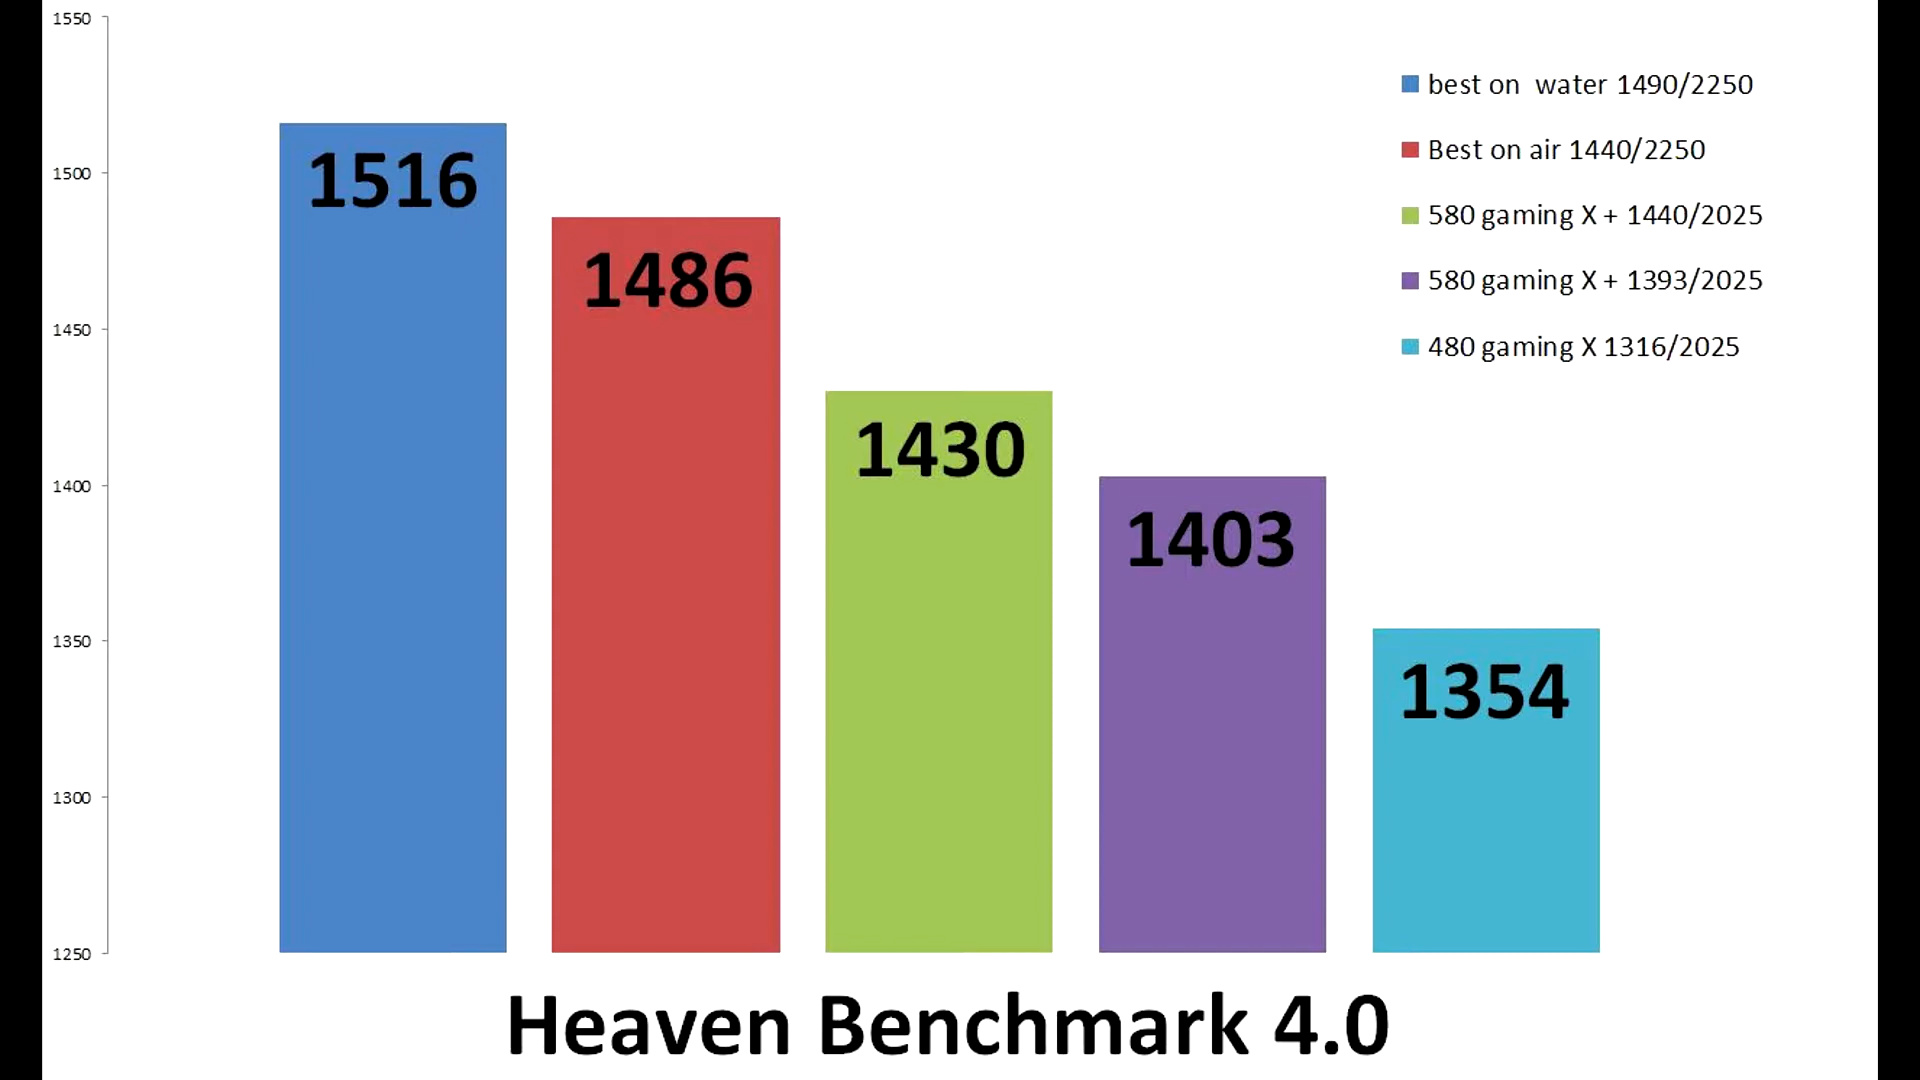 1550
1500
1450
1400
1350
1300
1250
1516
1486
1430
1403
1354
best on  water 1490/2250
Best on air 1440/2250
580 gaming X + 1440/2025
580 gaming X + 1393/2025
480 gaming X 1316/2025
Heaven Benchmark 4.0